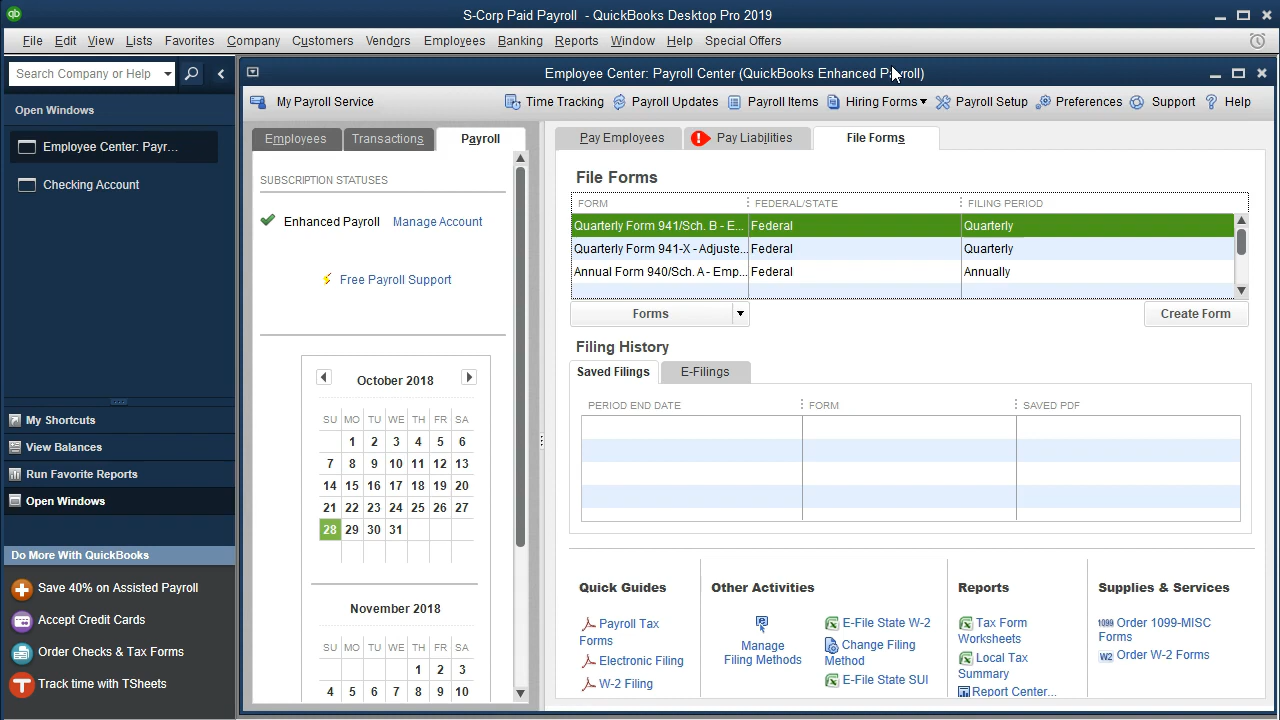 S-Corp Paid Payroll - QuickBooks Desktop Pro 2019
File Edit View Lists Favorites Company Customers Vendors Employees Banking Reports Window Help Special Offers
Search Company or Help
Open Windows
Employee Center: Payr...
Checking Account
My Shortcuts
View Balances
Run Favorite Reports
Open Windows
Do More With QuickBooks
Save 40% on Assisted Payroll
Accept Credit Cards
Order Checks & Tax Forms
Track time with TSheets
Employee Center: Payroll Center (QuickBooks Enhanced Payroll)
My Payroll Service Time Tracking Payroll Updates Payroll Items Hiring Forms Payroll Setup Preferences Support ? Help
Employees Transactions Payroll
SUBSCRIPTION STATUSES
Enhanced Payroll Manage Account
Free Payroll Support
October 2018
SU MO TU WE TH FR SA
1 2 3 4 5 6
7 8 9 10 11 12 13
14 15 16 17 18 19 20
21 22 23 24 25 26 27
28 29 30 31
November 2018
SU MO TU WE TH FR SA
1 2 3
4 5 6 7 8 9 10
Pay Employees Pay Liabilities File Forms
File Forms
FORM FEDERAL/STATE FILING PERIOD
Quarterly Form 941/Sch. B - E... Federal Quarterly
Quarterly Form 941-X - Adjuste... Federal Quarterly
Annual Form 940/Sch. A - Emp... Federal Annually
Forms Create Form
Filing History
Saved Filings E-Filings
PERIOD END DATE FORM SAVED PDF
Quick Guides
Payroll Tax
Forms
Electronic Filing
W-2 Filing
Other Activities
Manage
Filing Methods
E-File State W-2
Change Filing
Method
E-File State SUI
Reports
Tax Form
Worksheets
Local Tax
Summary
Report Center...
Supplies & Services
1099 Order 1099-MISC
Forms
W2 Order W-2 Forms